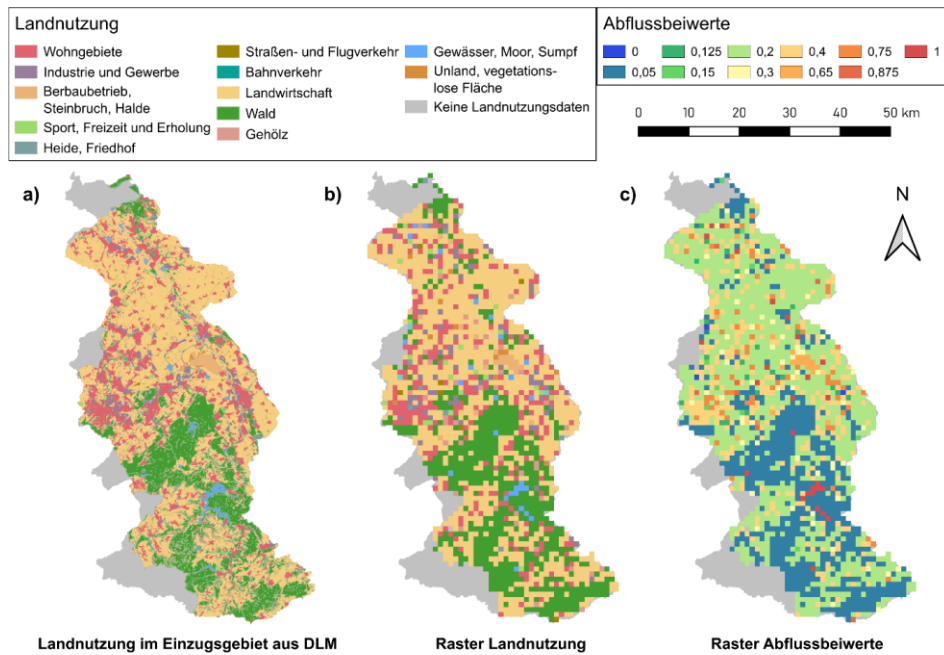 Landnutzung
Wohngebiete
Industrie und Gewerbe
Berbaubetrieb,
Steinbruch, Halde
Sport, Freizeit und Erholung
Heide, Friedhof
Straßen- und Flugverkehr
Bahnverkehr
Landwirtschaft
Wald
Gehölz
Gewässer, Moor, Sumpf
Unland, vegetations-
lose Fläche
Keine Landnutzungsdaten
Abflussbeiwerte
0 0,125 0,2 0,4 0,75 1
0,05 0,15 0,3 0,65 0,875
0 10 20 30 40 50 km
a) b) c) N
Landnutzung im Einzugsgebiet aus DLM
Raster Landnutzung
Raster Abflussbeiwerte